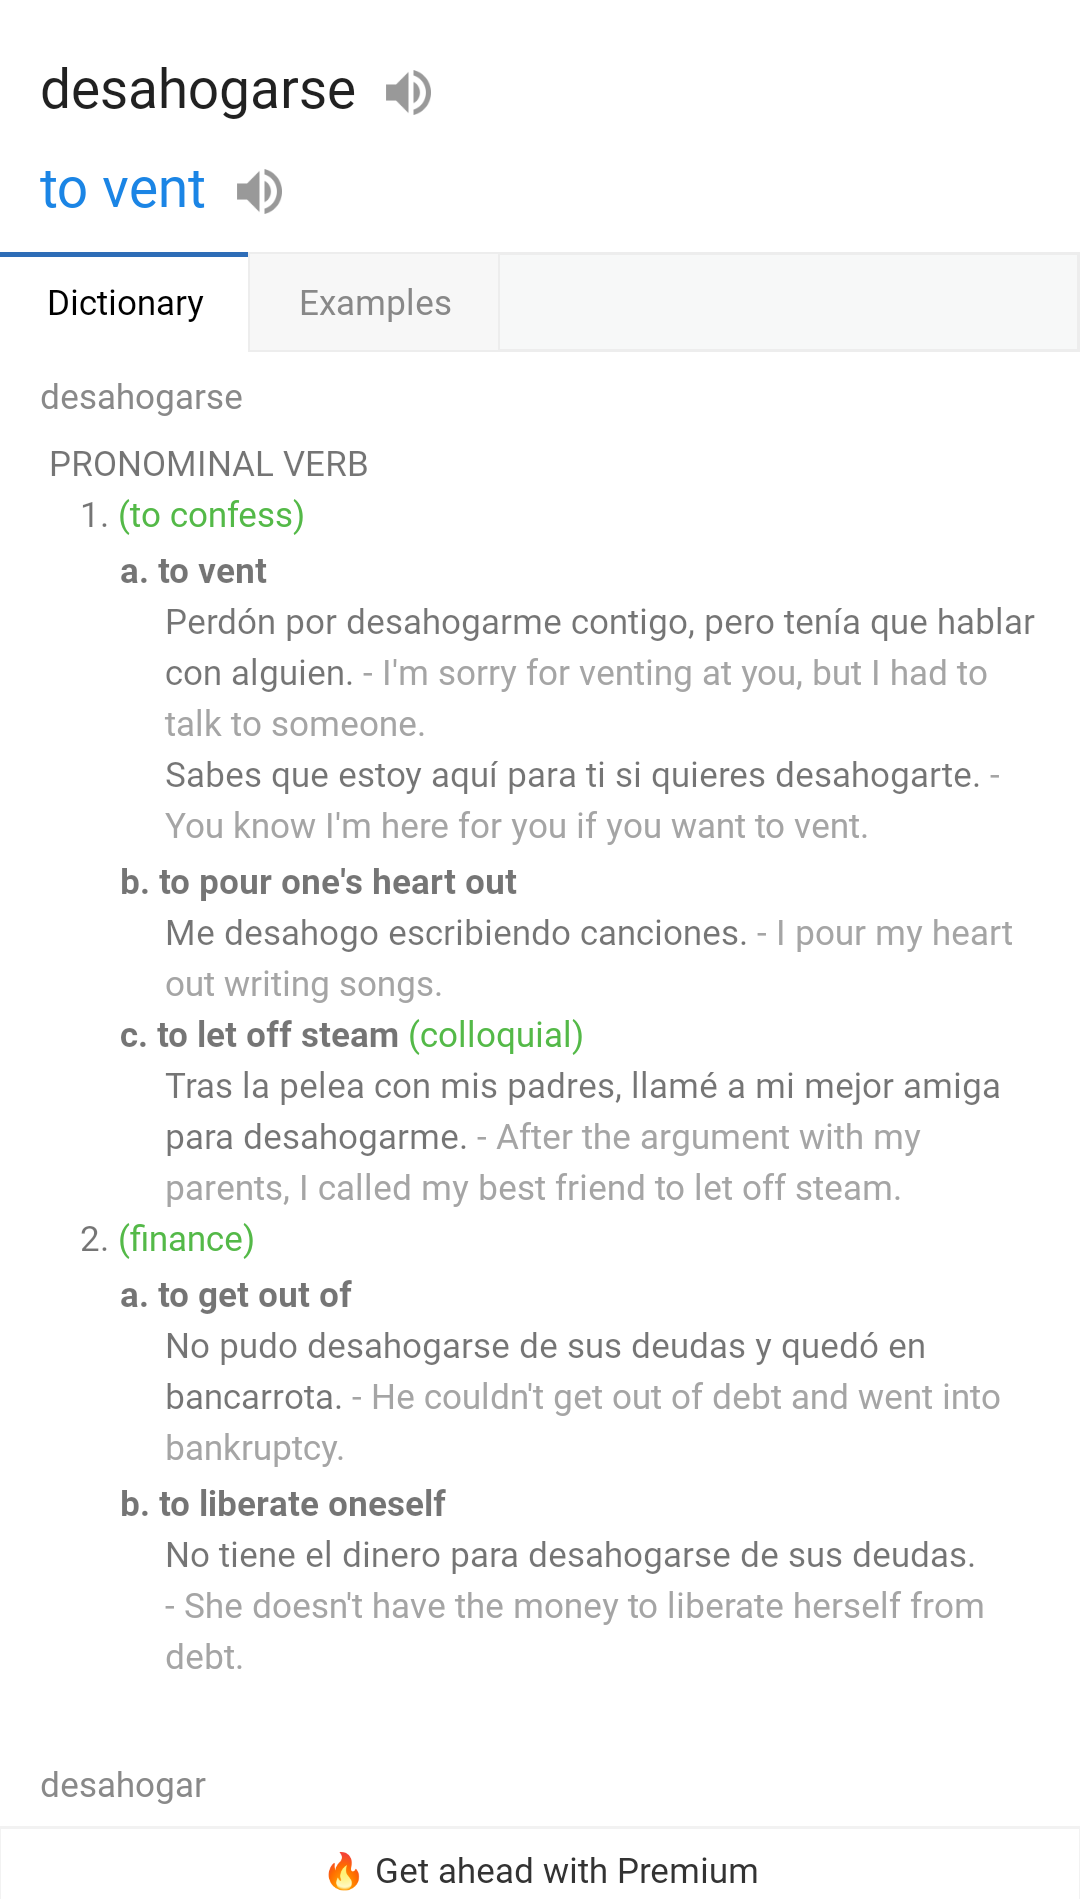 desahogarse
to vent
Dictionary Examples
desahogarse
PRONOMINAL VERB
1. (to confess)
a. to vent
Perdón por desahogarme contigo, pero tenía que hablar
con alguien. - I'm sorry for venting at you, but I had to
talk to someone.
Sabes que estoy aquí para ti si quieres desahogarte. -
You know I'm here for you if you want to vent.
b. to pour one's heart out
Me desahogo escribiendo canciones. - I pour my heart
out writing songs.
c. to let off steam (colloquial)
Tras la pelea con mis padres, llamé a mi mejor amiga
para desahogarme. - After the argument with my
parents, I called my best friend to let off steam.
2. (finance)
a. to get out of
No pudo desahogarse de sus deudas y quedó en
bancarrota. - He couldn't get out of debt and went into
bankruptcy.
b. to liberate oneself
No tiene el dinero para desahogarse de sus deudas.
- She doesn't have the money to liberate herself from
debt.
desahogar
🔥 Get ahead with Premium